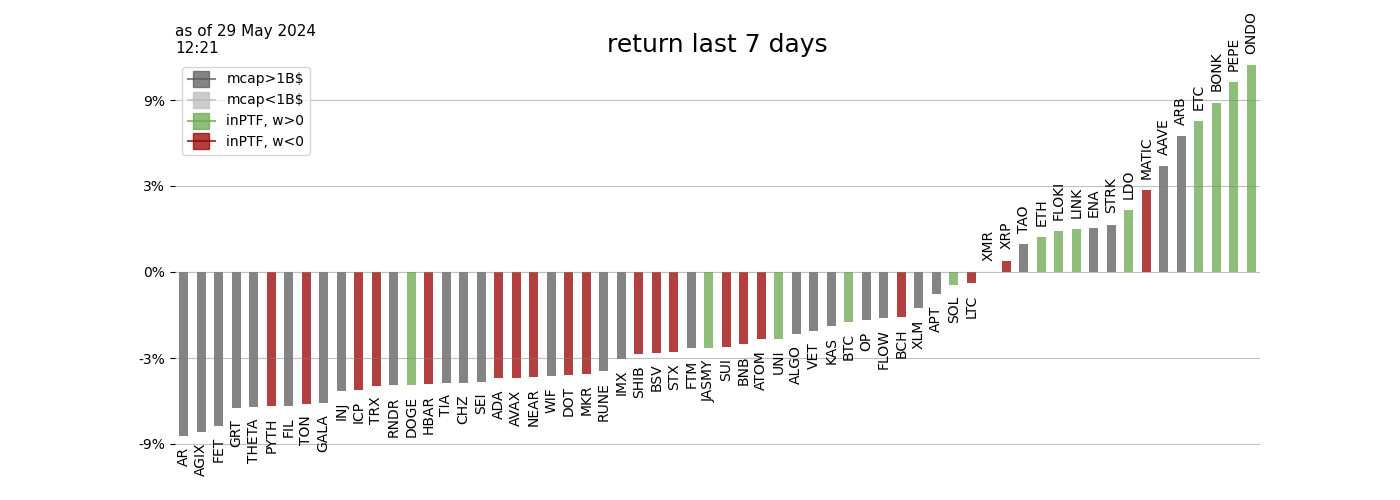 as of 29 May 2024
12:21
return last 7 days
mcap>1B$
mcap<1B$
inPTF, w>0
inPTF, w<0
9%
3%
0%
-3%
-9%
AR
AGIX
FET
GRT
THETA
PYTH
FIL
TON
GALA
INJ
ICP
TRX
RNDR
DOGE
HBAR
TIA
CHZ
SEI
ADA
AVAX
NEAR
WIF
DOT
MKR
RUNE
IMX
SHIB
BSV
STX
FTM
JASMY
SUI
BNB
ATOM
UNI
ALGO
VET
KAS
BTC
OP
FLOW
BCH
XLM
APT
SOL
LTC
XMR
XRP
TAO
ETH
FLOKI
LINK
ENA
STRK
LDO
MATIC
AAVE
ARB
ETC
BONK
PEPE
ONDO